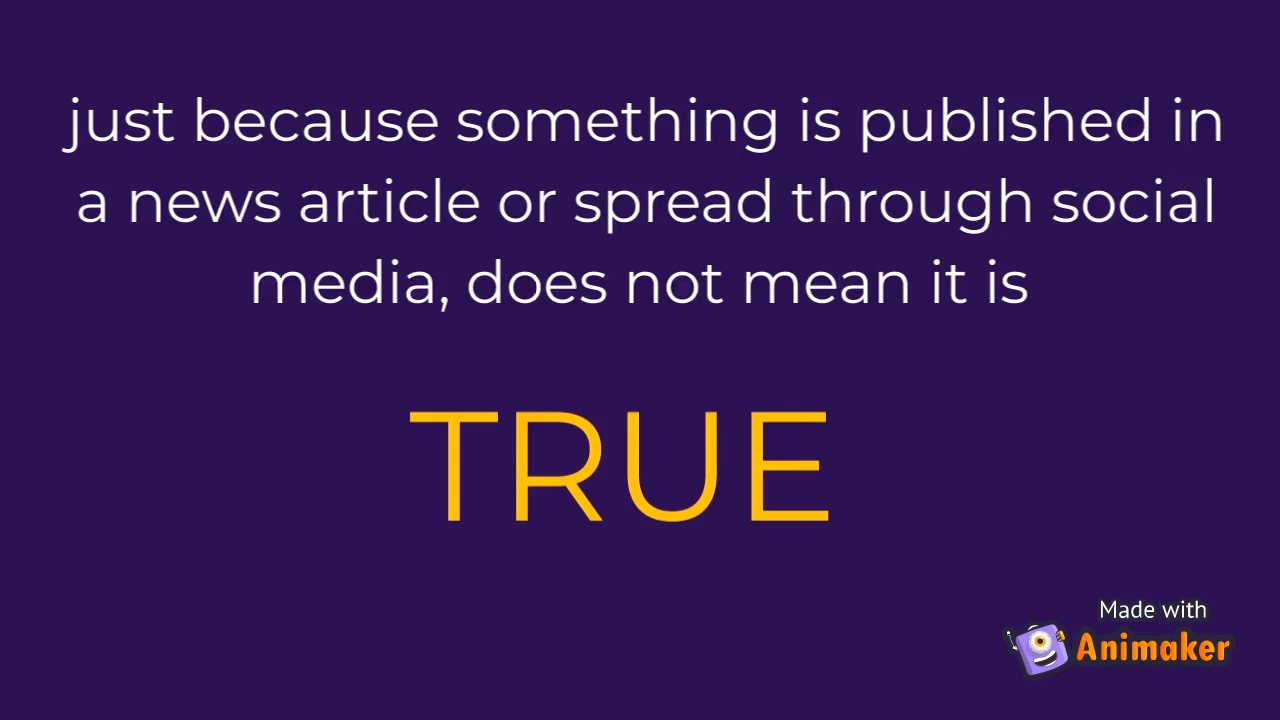 just because something is published in
a news article or spread through social
media, does not mean it is
TRUE
Made with
Animaker